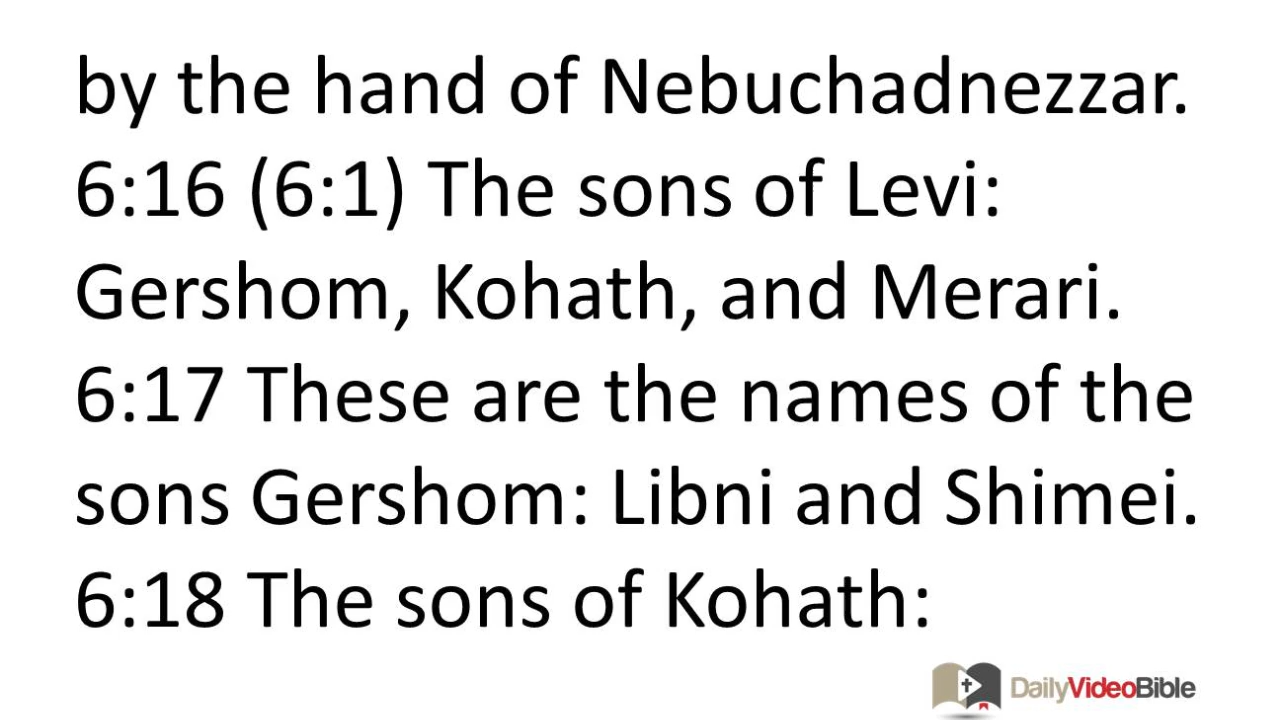 by the hand of Nebuchadnezzar.
6:16 (6:1) The sons of Levi:
Gershom, Kohath, and Merari.
6:17 These are the names of the
sons Gershom: Libni and Shimei.
6:18 The sons of Kohath:
DailyVideoBible